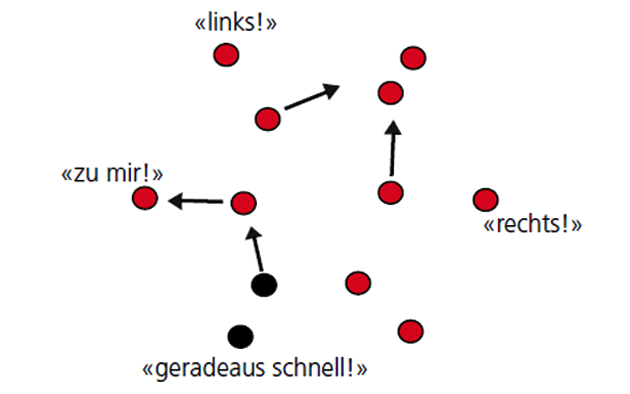 «links!»
«zu mir!»
«rechts!»
«geradeaus schnell!»